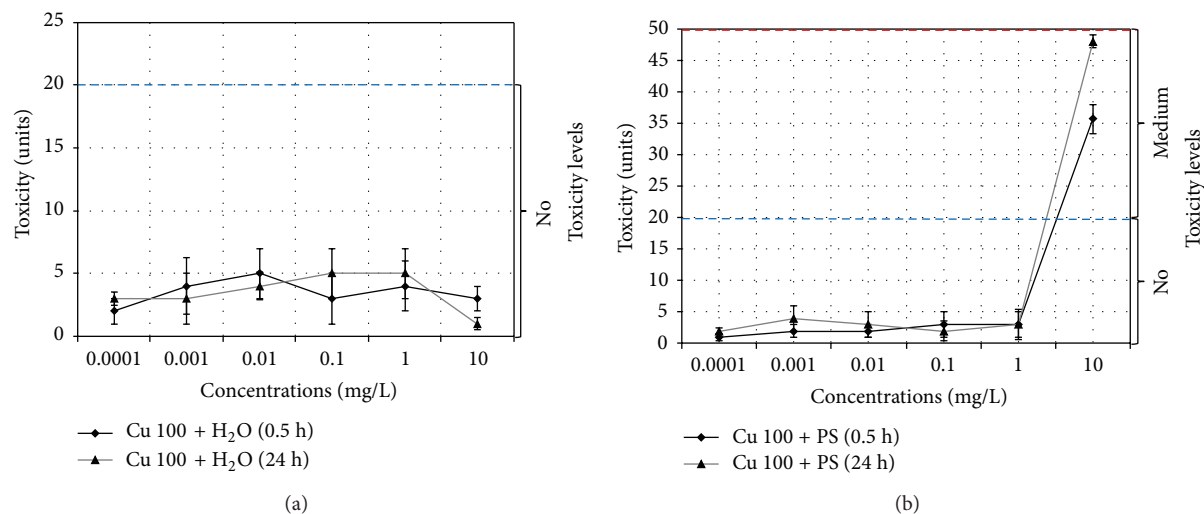 25
20
15
10
5
0
Toxicity (units)
0.0001 0.001 0.01 0.1 1 10
Concentrations (mg/L)
No
Toxicity levels
Cu 100 + H₂O (0.5 h)
Cu 100 + H₂O (24 h)
(a)
50
45
40
35
30
25
20
15
10
5
0
Toxicity (units)
0.0001 0.001 0.01 0.1 1 10
Concentrations (mg/L)
Medium
No
Toxicity levels
Cu 100 + PS (0.5 h)
Cu 100 + PS (24 h)
(b)